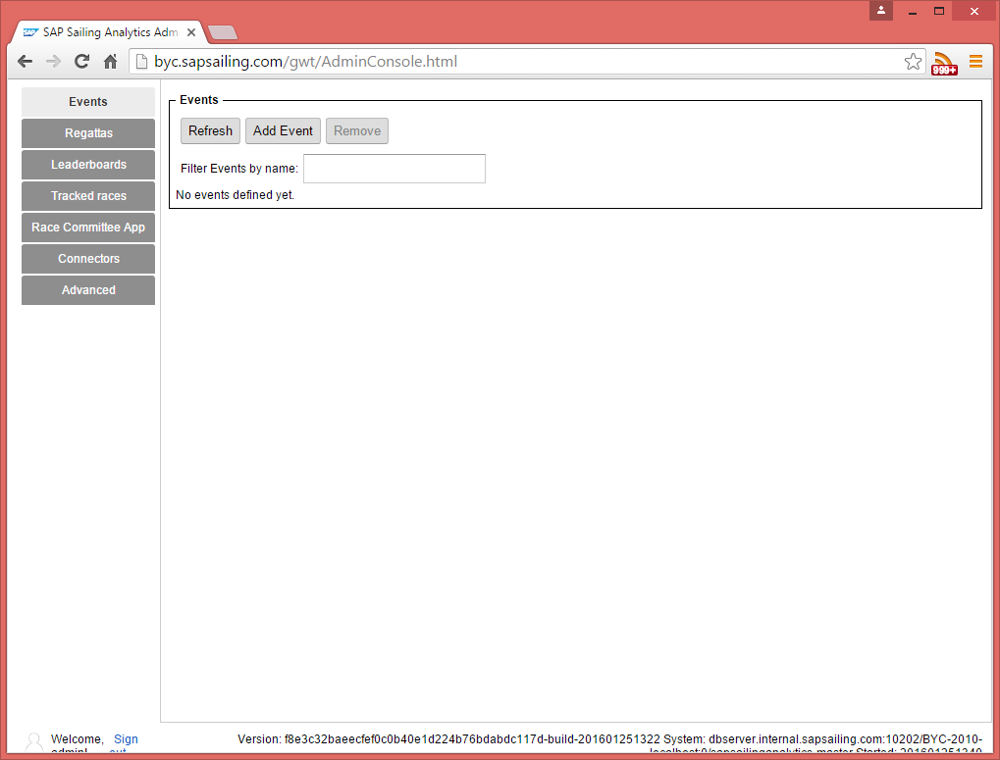 SAP SAP Sailing Analytics Adm
byc.sapsailing.com/gwt/AdminConsole.html
999+
Events
Regattas
Leaderboards
Tracked races
Race Committee App
Connectors
Advanced
Events
Refresh Add Event Remove
Filter Events by name:
No events defined yet.
Welcome, Sign
admin! out
Version: f8e3c32baeecfef0c0b40e1d224b76bdabdc117d-build-201601251322 System: dbserver.internal.sapsailing.com:10202/BYC-2010-
localhost:0/sapsailinganalytics-master Started: 201601251340